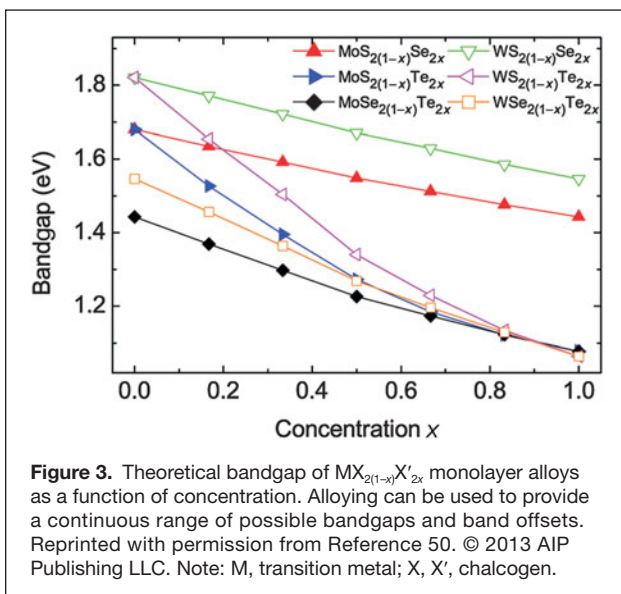 MoS2(1−x)Se2x WS2(1−x)Se2x
MoS2(1−x)Te2x WS2(1−x)Te2x
MoSe2(1−x)Te2x WSe2(1−x)Te2x
1.8
1.6
1.4
1.2
Bandgap (eV)
0.0 0.2 0.4 0.6 0.8 1.0
Concentration x
Figure 3. Theoretical bandgap of MX2(1–x)X′2x monolayer alloys
as a function of concentration. Alloying can be used to provide
a continuous range of possible bandgaps and band offsets.
Reprinted with permission from Reference 50. © 2013 AIP
Publishing LLC. Note: M, transition metal; X, X′, chalcogen.